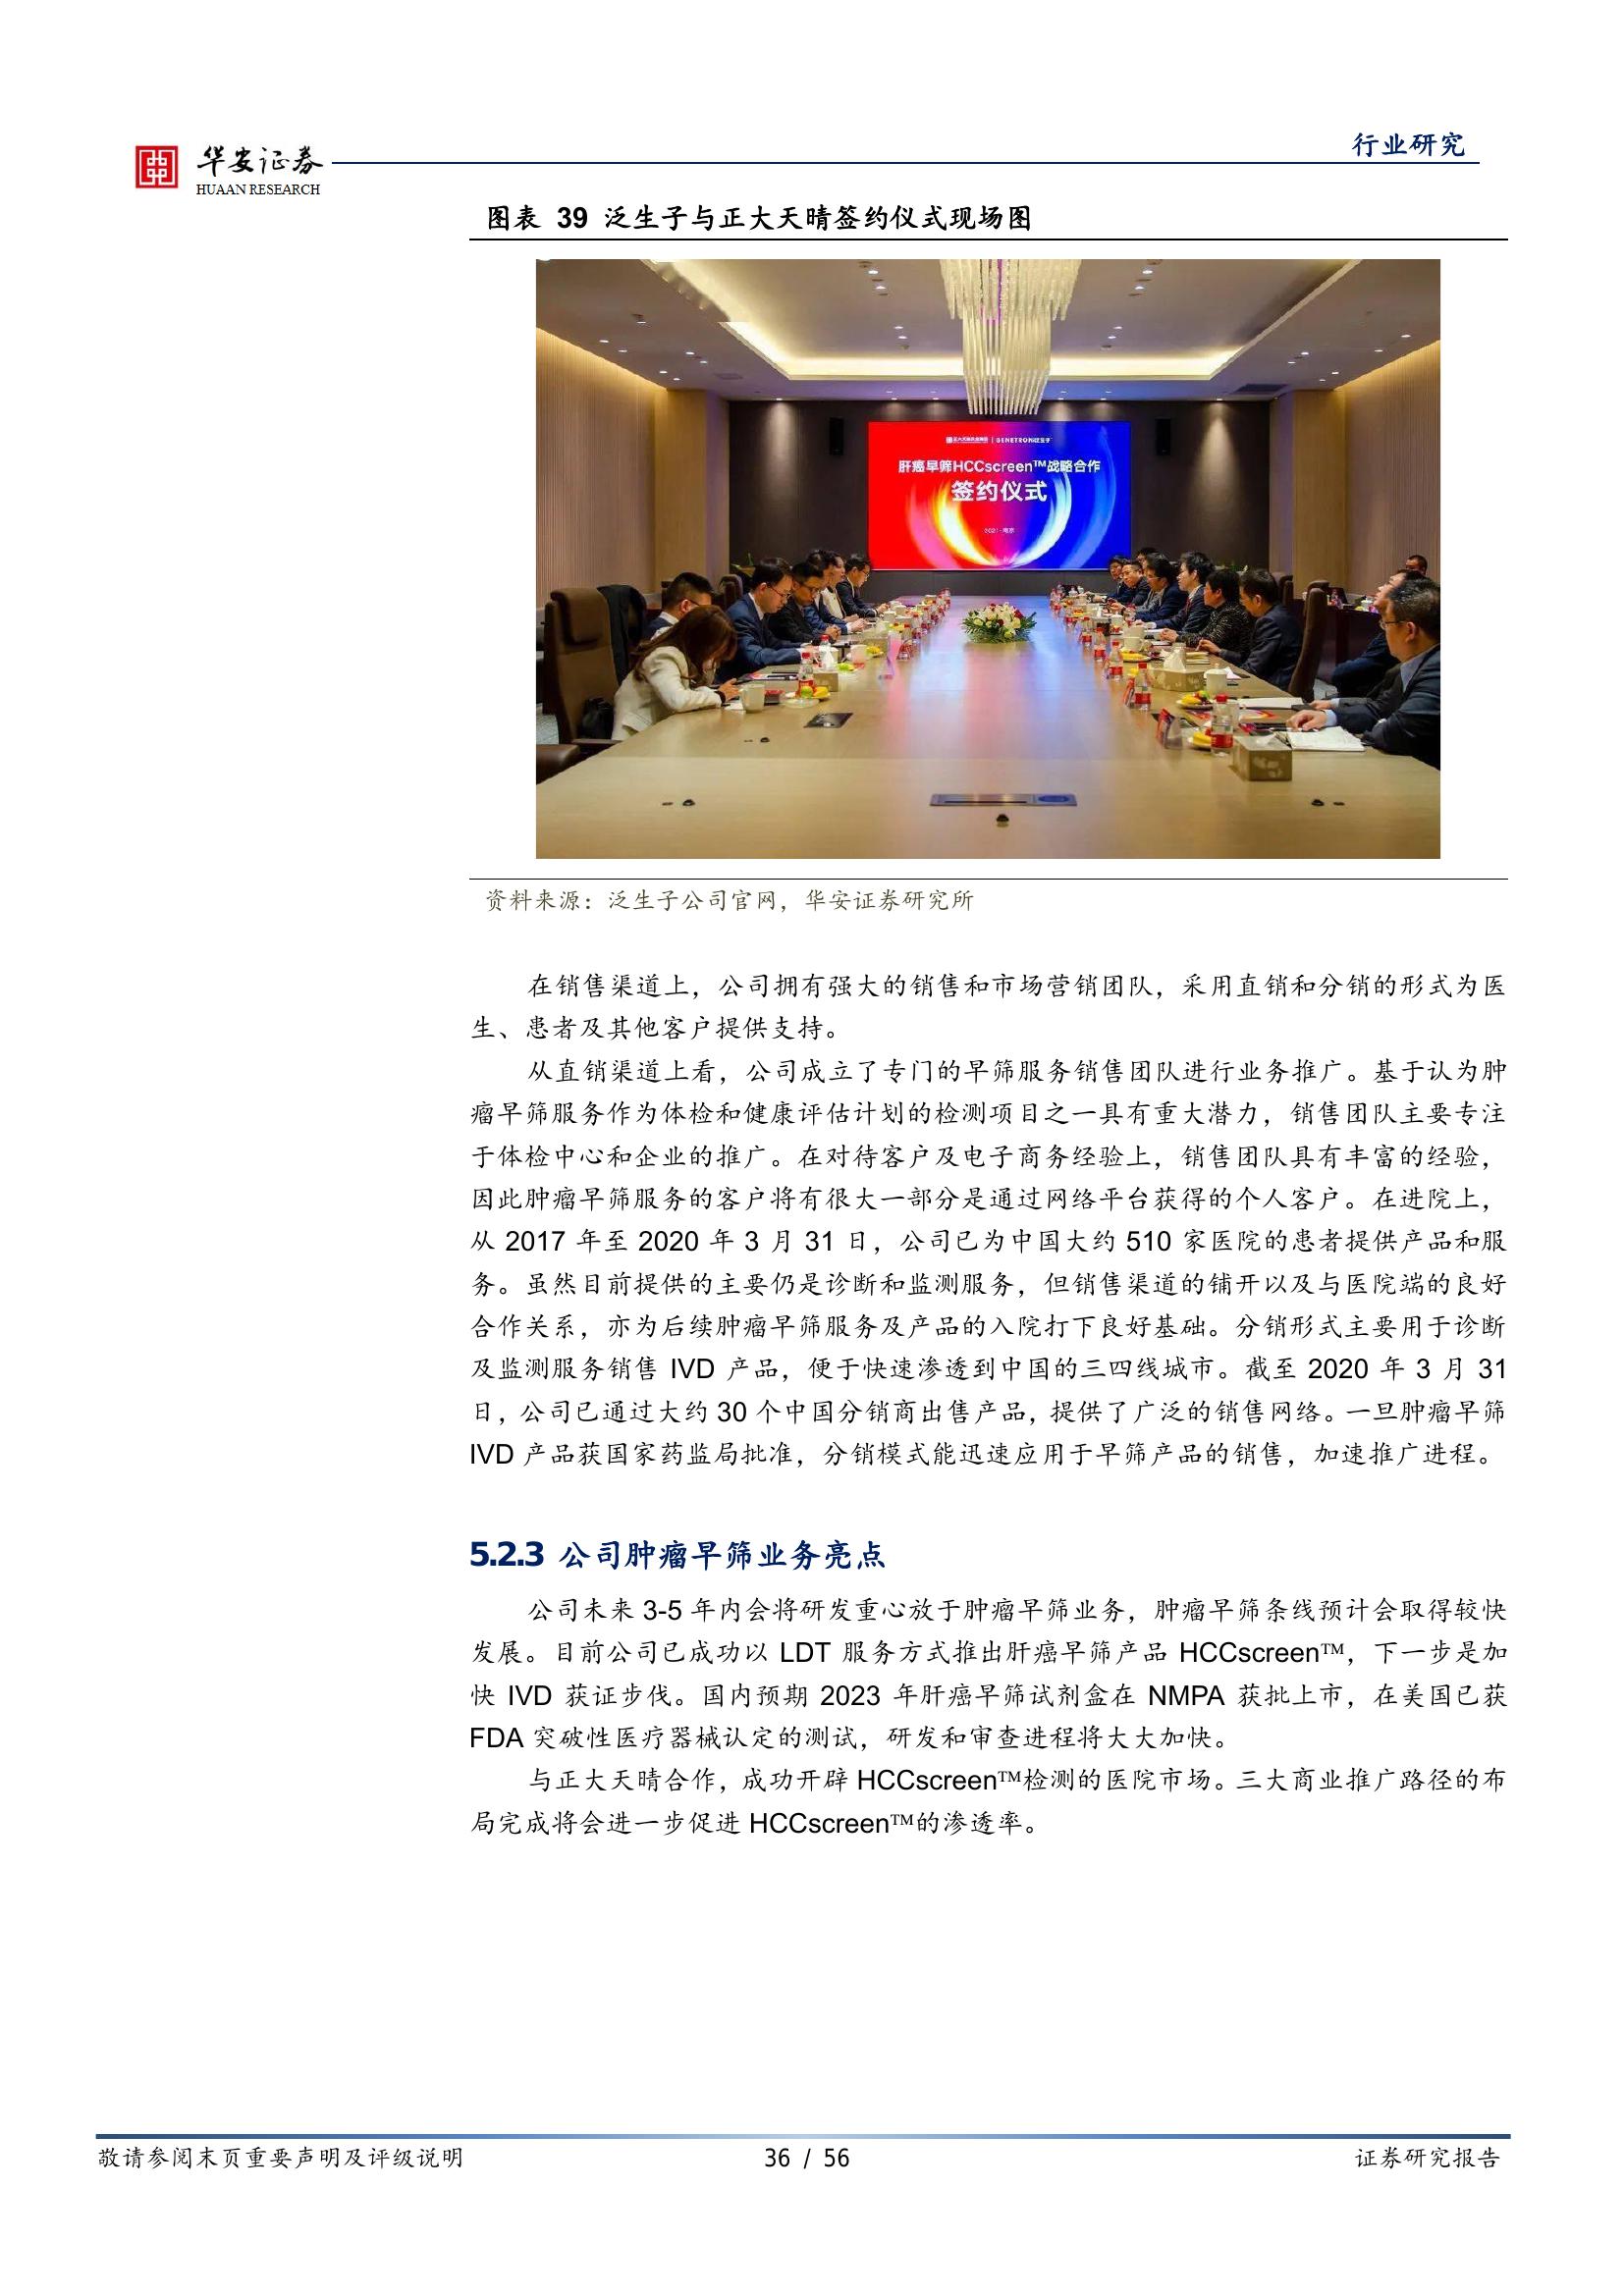 华安证券
HUAAN RESEARCH
行业研究
图表 39 泛生子与正大天晴签约仪式现场图
肝癌早筛HCCscreen™战略合作
签约仪式
2021·南京
资料来源：泛生子公司官网，华安证券研究所
在销售渠道上，公司拥有强大的销售和市场营销团队，采用直销和分销的形式为医
生、患者及其他客户提供支持。
从直销渠道上看，公司成立了专门的早筛服务销售团队进行业务推广。基于认为肿
瘤早筛服务作为体检和健康评估计划的检测项目之一具有重大潜力，销售团队主要专注
于体检中心和企业的推广。在对待客户及电子商务经验上，销售团队具有丰富的经验，
因此肿瘤早筛服务的客户将有很大一部分是通过网络平台获得的个人客户。在进院上，
从 2017 年至 2020 年 3 月 31 日，公司已为中国大约 510 家医院的患者提供产品和服
务。虽然目前提供的主要仍是诊断和监测服务，但销售渠道的铺开以及与医院端的良好
合作关系，亦为后续肿瘤早筛服务及产品的入院打下良好基础。分销形式主要用于诊断
及监测服务销售 IVD 产品，便于快速渗透到中国的三四线城市。截至 2020 年 3 月 31
日，公司已通过大约 30 个中国分销商出售产品，提供了广泛的销售网络。一旦肿瘤早筛
IVD 产品获国家药监局批准，分销模式能迅速应用于早筛产品的销售，加速推广进程。
5.2.3 公司肿瘤早筛业务亮点
公司未来 3-5 年内会将研发重心放于肿瘤早筛业务，肿瘤早筛条线预计会取得较快
发展。目前公司已成功以 LDT 服务方式推出肝癌早筛产品 HCCscreen™，下一步是加
快 IVD 获证步伐。国内预期 2023 年肝癌早筛试剂盒在 NMPA 获批上市，在美国已获
FDA 突破性医疗器械认定的测试，研发和审查进程将大大加快。
与正大天晴合作，成功开辟 HCCscreen™检测的医院市场。三大商业推广路径的布
局完成将会进一步促进 HCCscreen™的渗透率。
敬请参阅末页重要声明及评级说明
36 / 56
证券研究报告